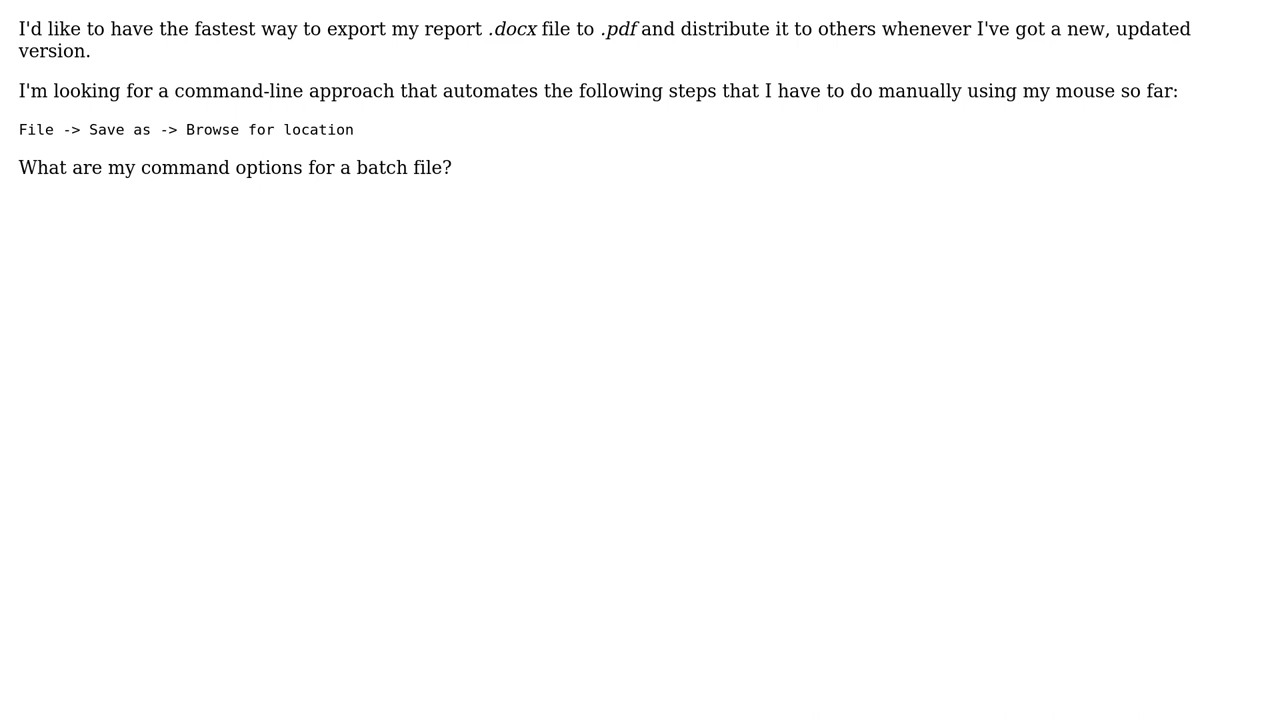 I'd like to have the fastest way to export my report .docx file to .pdf and distribute it to others whenever I've got a new, updated
version.
I'm looking for a command-line approach that automates the following steps that I have to do manually using my mouse so far:
File -> Save as -> Browse for location
What are my command options for a batch file?